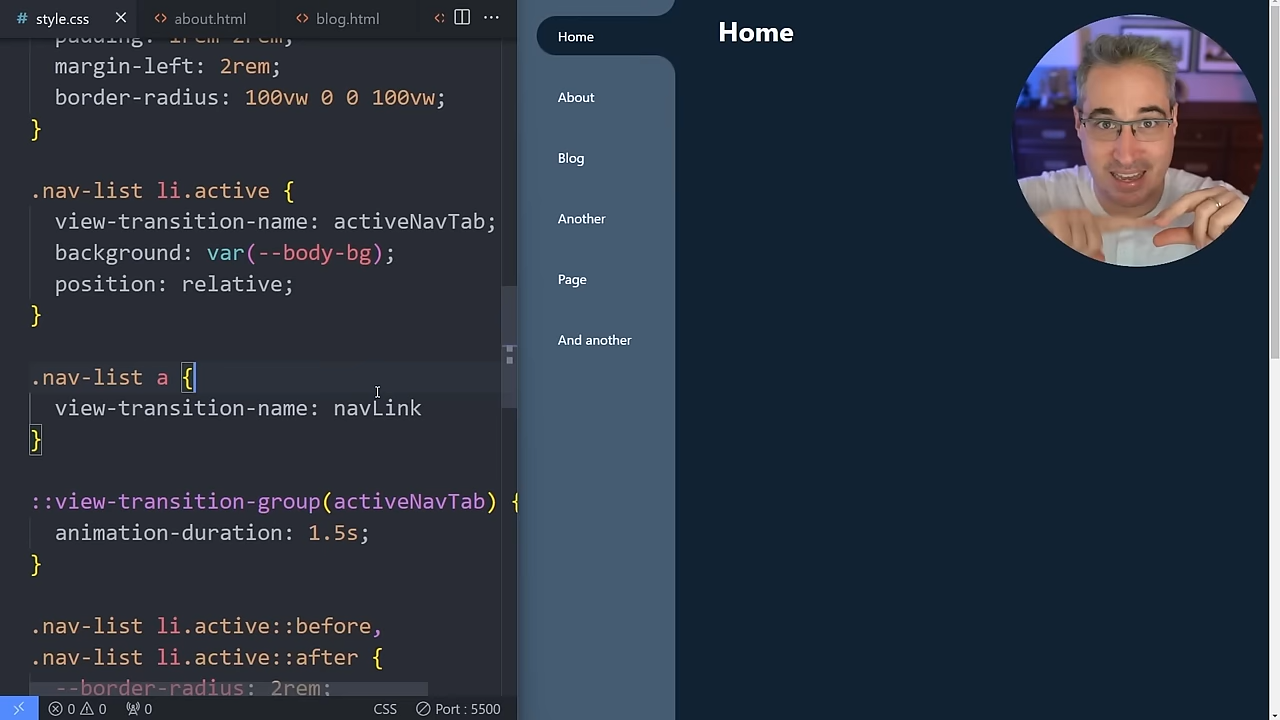 # style.css × <> about.html <> blog.html <> ···
padding: 1rem 2rem;
margin-left: 2rem;
border-radius: 100vw 0 0 100vw;
}
.nav-list li.active {
view-transition-name: activeNavTab;
background: var(--body-bg);
position: relative;
}
.nav-list a {
view-transition-name: navLink
}
::view-transition-group(activeNavTab) {
animation-duration: 1.5s;
}
.nav-list li.active::before,
.nav-list li.active::after {
--border-radius: 2rem;
0 0 0 CSS Port : 5500
Home
About
Blog
Another
Page
And another
Home